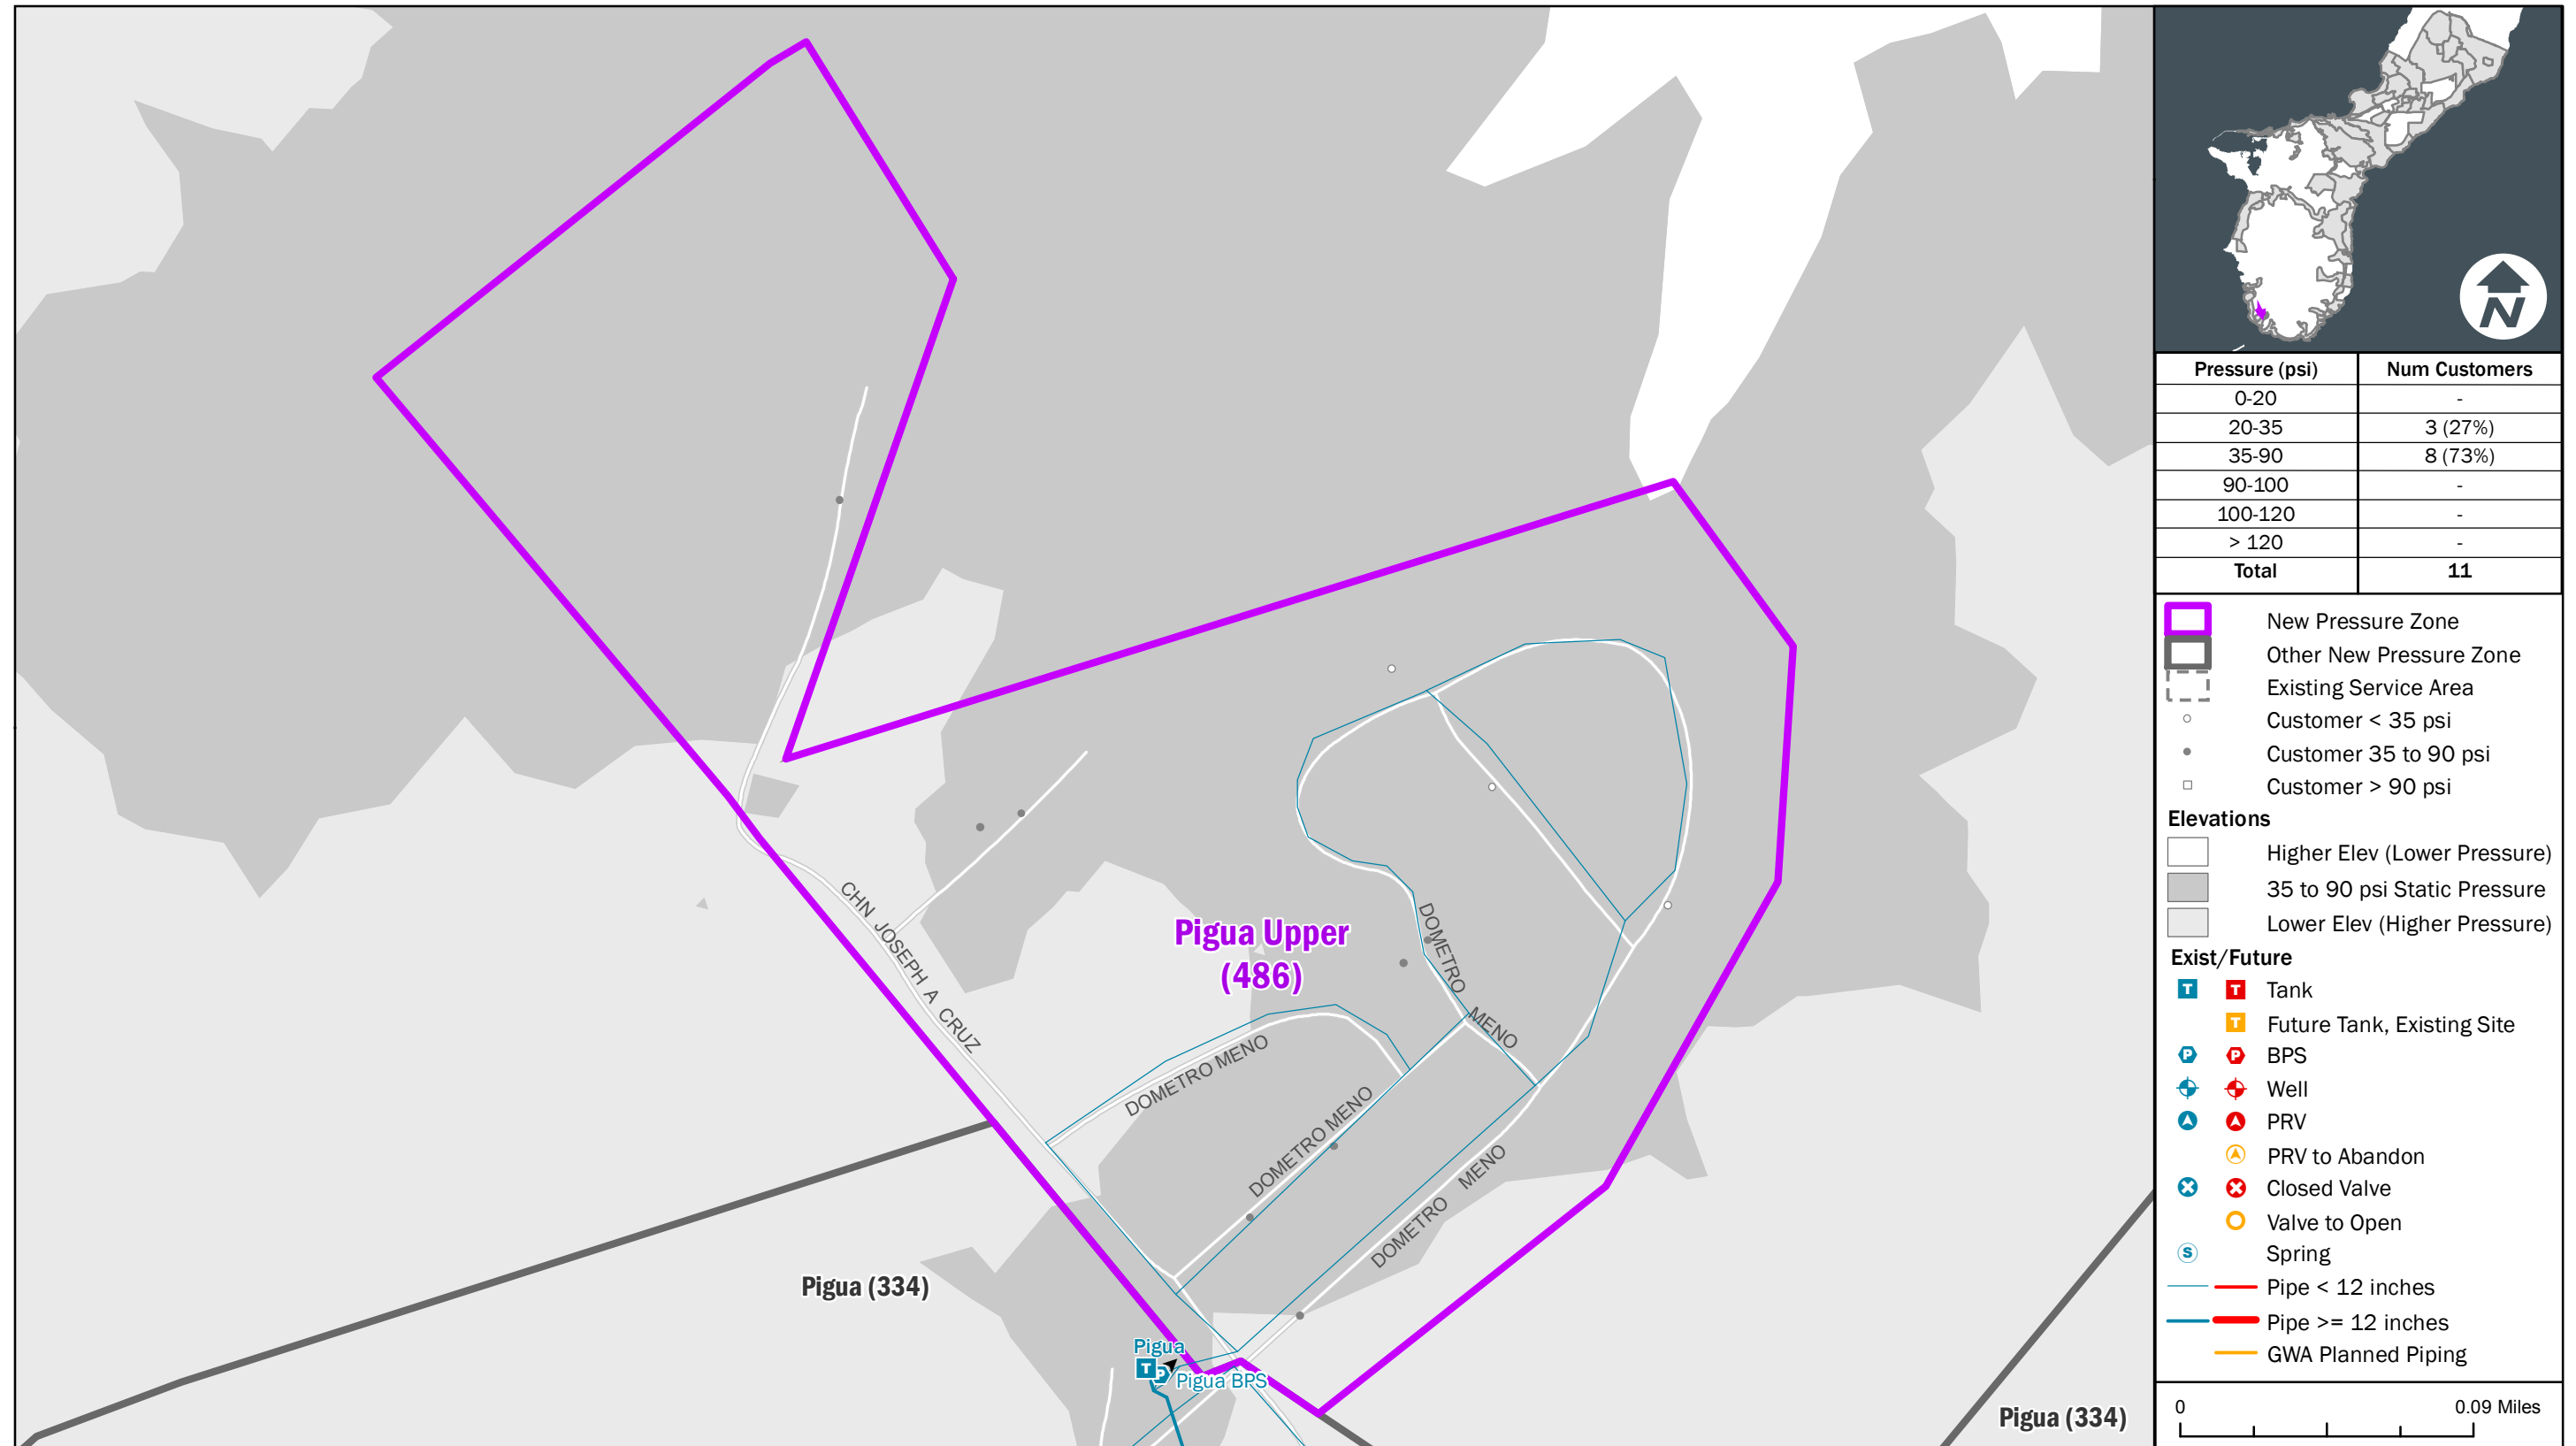 CHN JOSEPH A CRUZ
Pigua Upper
(486)
DOMETRO MENO
DOMETRO MENO
DOMETRO MENO
DOMETRO MENO
Pigua (334)
Pigua
T
P
Pigua BPS
Pigua (334)
N
Pressure (psi) Num Customers
0-20 -
20-35 3 (27%)
35-90 8 (73%)
90-100 -
100-120 -
> 120 -
Total 11
New Pressure Zone
Other New Pressure Zone
Existing Service Area
Customer < 35 psi
Customer 35 to 90 psi
Customer > 90 psi
Elevations
Higher Elev (Lower Pressure)
35 to 90 psi Static Pressure
Lower Elev (Higher Pressure)
Exist/Future
T T Tank
T Future Tank, Existing Site
P P BPS
Well
PRV
PRV to Abandon
Closed Valve
Valve to Open
S Spring
Pipe < 12 inches
Pipe >= 12 inches
GWA Planned Piping
0 0.09 Miles